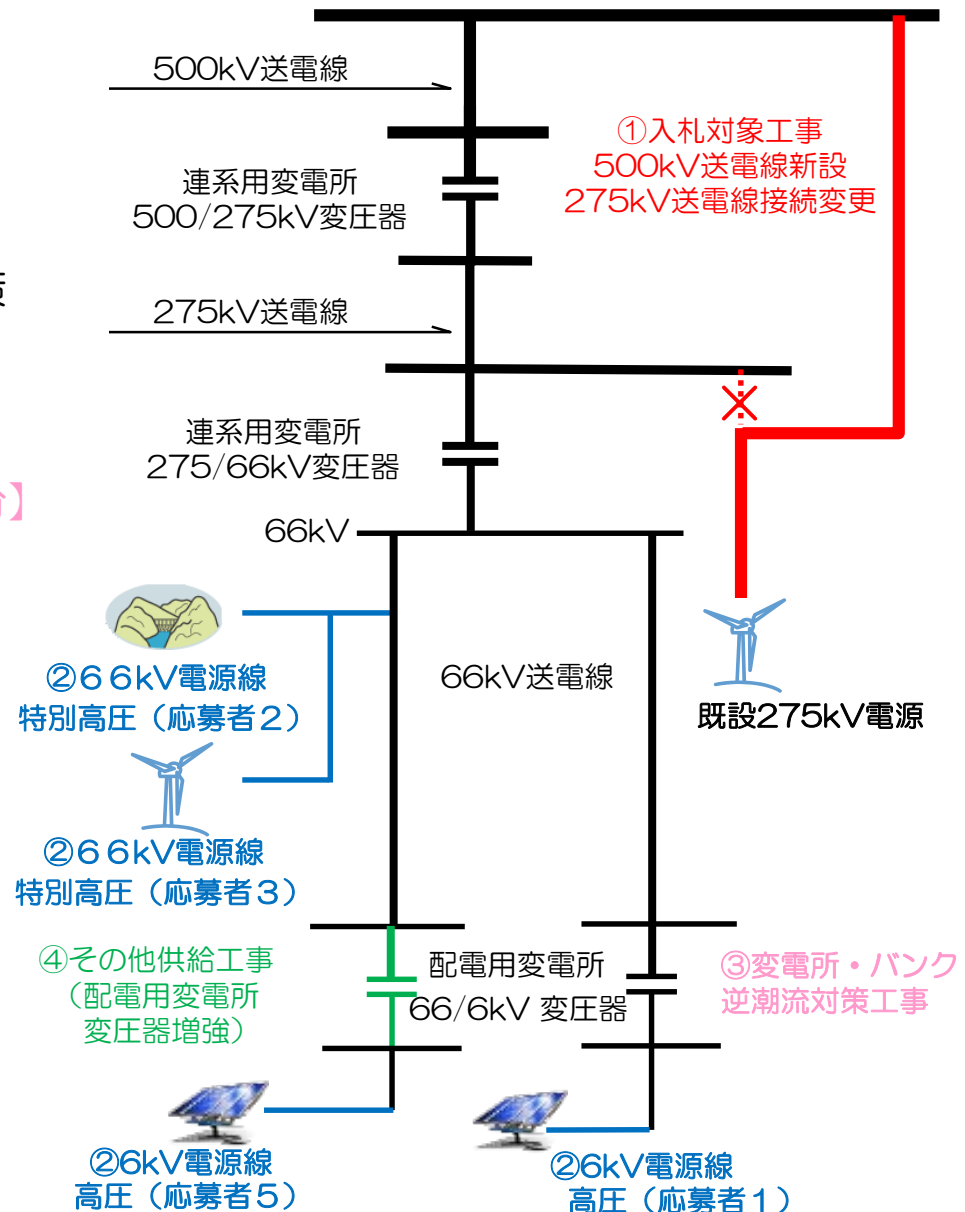 500kV送電線
①入札対象工事
500kV送電線新設
275kV送電線接続変更
連系用変電所
500/275kV変圧器
275kV送電線
連系用変電所
275/66kV変圧器
】
66kV
②66kV電源線
特別高圧（応募者2）
66kV送電線
既設275kV電源
②66kV電源線
特別高圧（応募者3）
④その他供給工事
（配電用変電所
変圧器増強）
配電用変電所
66/6kV 変圧器
③変電所・バンク
逆潮流対策工事
②6kV電源線
高圧（応募者5）
②6kV電源線
高圧（応募者1）